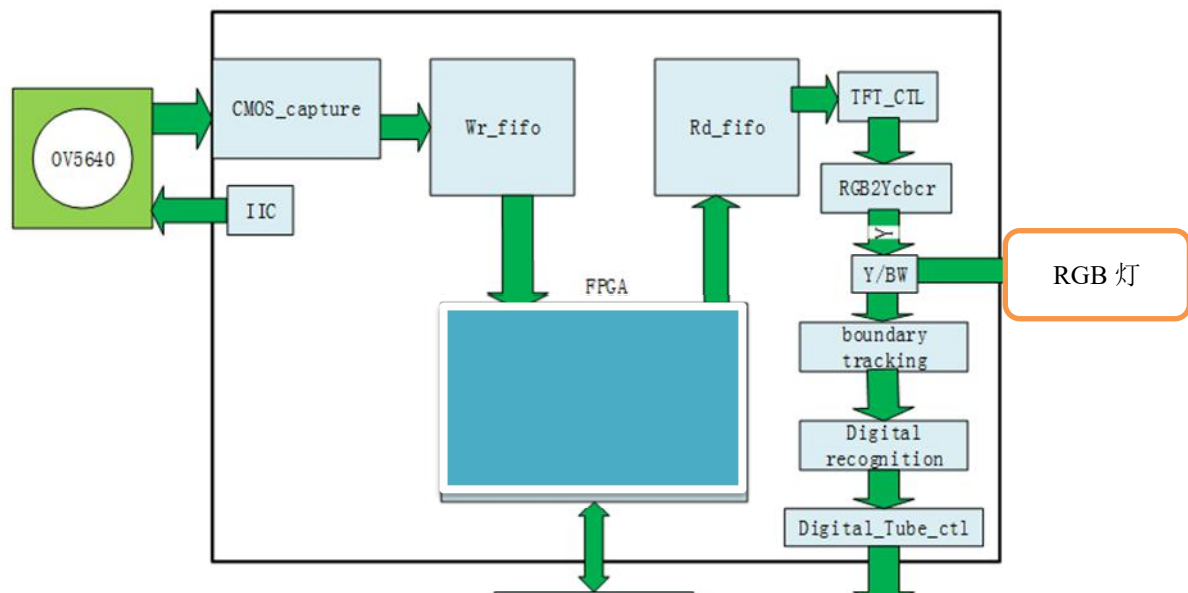 OV5640
CMOS_capture
IIC
Wr_fifo
FPGA
Rd_fifo
TFT_CTL
RGB2Ycbcr
Y
Y/BW
RGB 灯
boundary
tracking
Digital
recognition
Digital_Tube_ctl